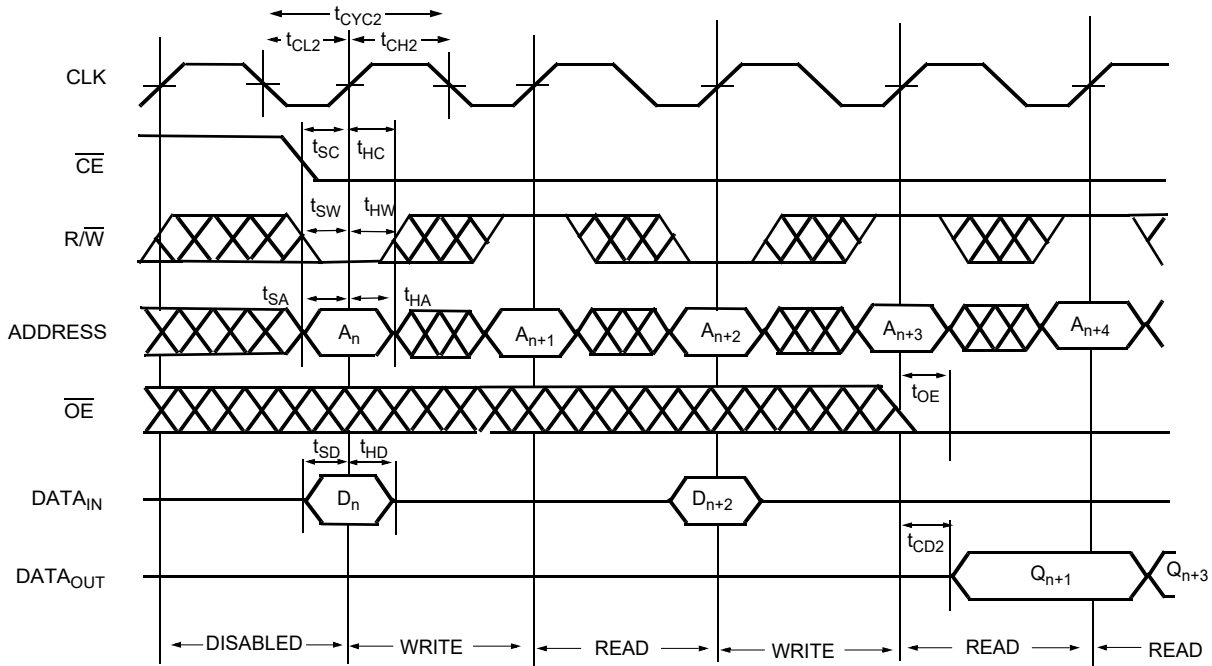 tCYC2
tCL2 tCH2
CLK
tSC tHC
CE
tSW tHW
R/W
tSA tHA
ADDRESS An An+1 An+2 An+3 An+4
tOE
OE
tSD tHD
DATAIN Dn Dn+2
tCD2
DATAOUT Qn+1 Qn+3
DISABLED WRITE READ WRITE READ READ